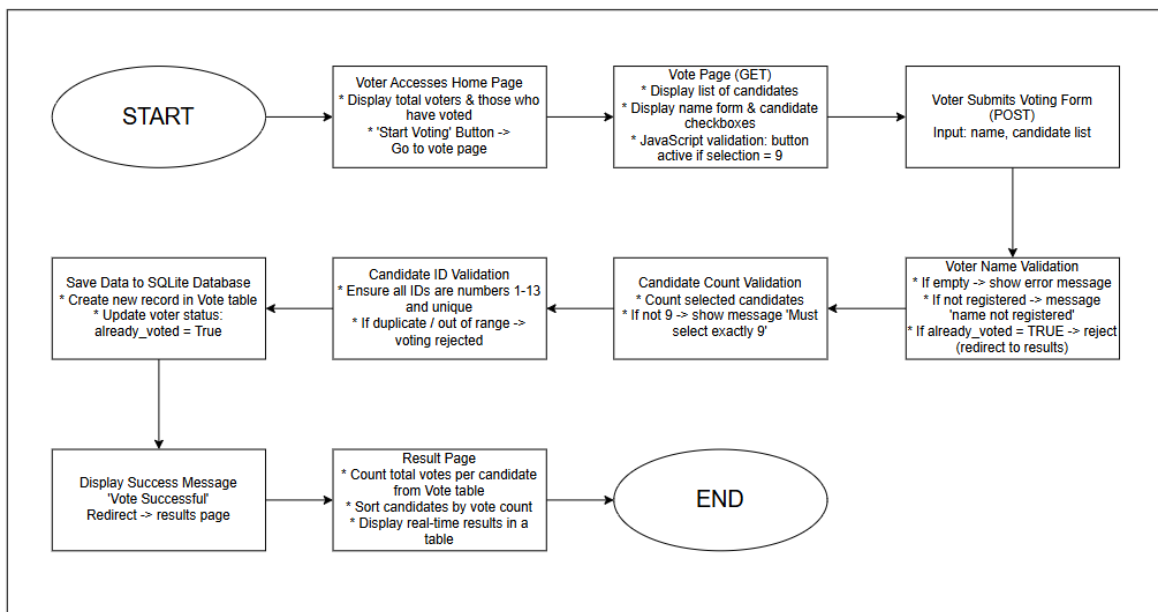 START
Voter Accesses Home Page
* Display total voters & those who
have voted
* 'Start Voting' Button ->
Go to vote page
Vote Page (GET)
* Display list of candidates
* Display name form & candidate
checkboxes
* JavaScript validation: button
active if selection = 9
Voter Submits Voting Form
(POST)
Input: name, candidate list
Voter Name Validation
* If empty -> show error message
* If not registered -> message
'name not registered'
* If already_voted = TRUE -> reject
(redirect to results)
Candidate Count Validation
* Count selected candidates
* If not 9 -> show message 'Must
select exactly 9'
Candidate ID Validation
* Ensure all IDs are numbers 1-13
and unique
* If duplicate / out of range ->
voting rejected
Save Data to SQLite Database
* Create new record in Vote table
* Update voter status:
already_voted = True
Display Success Message
'Vote Successful'
Redirect -> results page
Result Page
* Count total votes per candidate
from Vote table
* Sort candidates by vote count
* Display real-time results in a
table
END